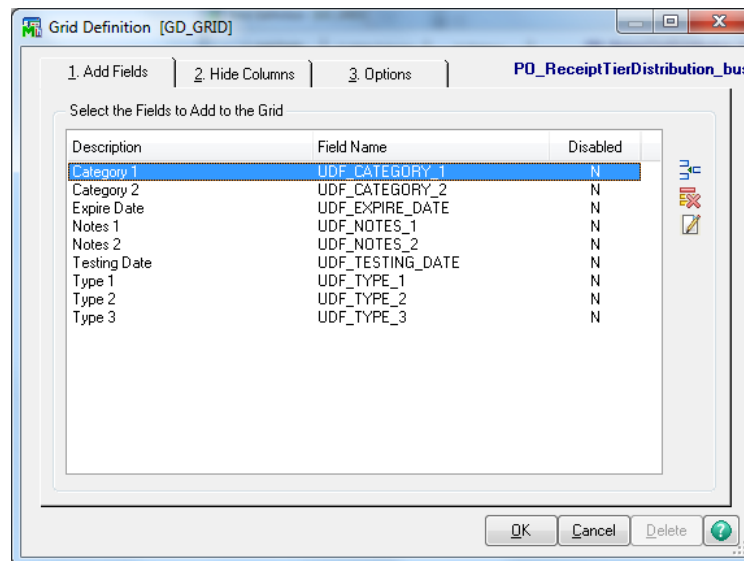 Grid Definition [GD_GRID]
1. Add Fields 2. Hide Columns 3. Options PO_ReceiptTierDistribution_bus
Select the Fields to Add to the Grid
Description Field Name Disabled
Category 1 UDF_CATEGORY_1 N
Category 2 UDF_CATEGORY_2 N
Expire Date UDF_EXPIRE_DATE N
Notes 1 UDF_NOTES_1 N
Notes 2 UDF_NOTES_2 N
Testing Date UDF_TESTING_DATE N
Type 1 UDF_TYPE_1 N
Type 2 UDF_TYPE_2 N
Type 3 UDF_TYPE_3 N
OK Cancel Delete ?